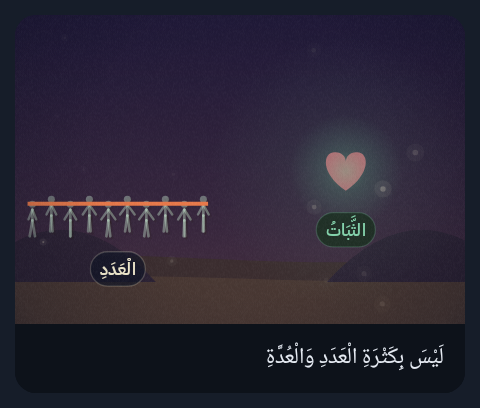 الثَّبَاتُ
الْعَدَدِ
لَيْسَ بِكَثْرَةِ الْعَدَدِ وَالْعُدَّةِ